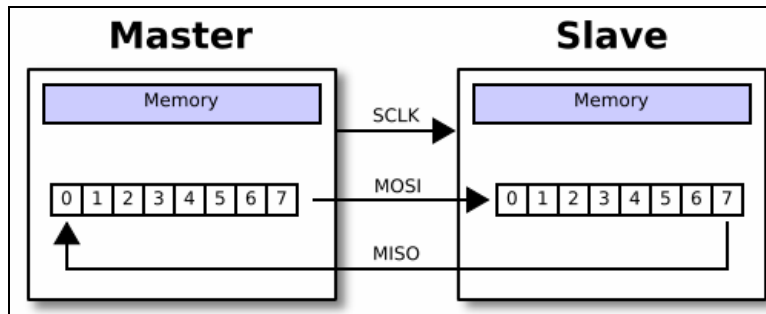 Master Slave
Memory Memory
SCLK
0 1 2 3 4 5 6 7 MOSI 0 1 2 3 4 5 6 7
MISO